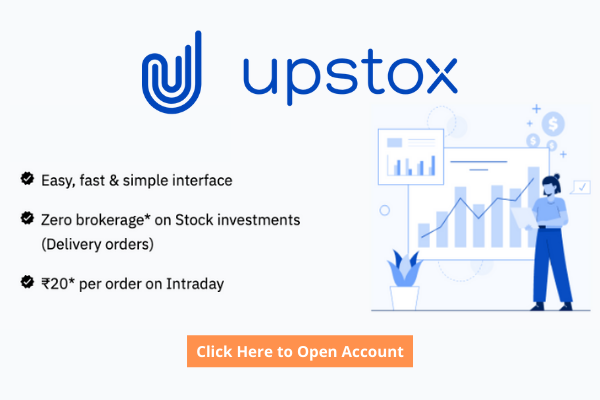 upstox
Easy, fast & simple interface
Zero brokerage* on Stock investments
(Delivery orders)
₹20* per order on Intraday
Click Here to Open Account